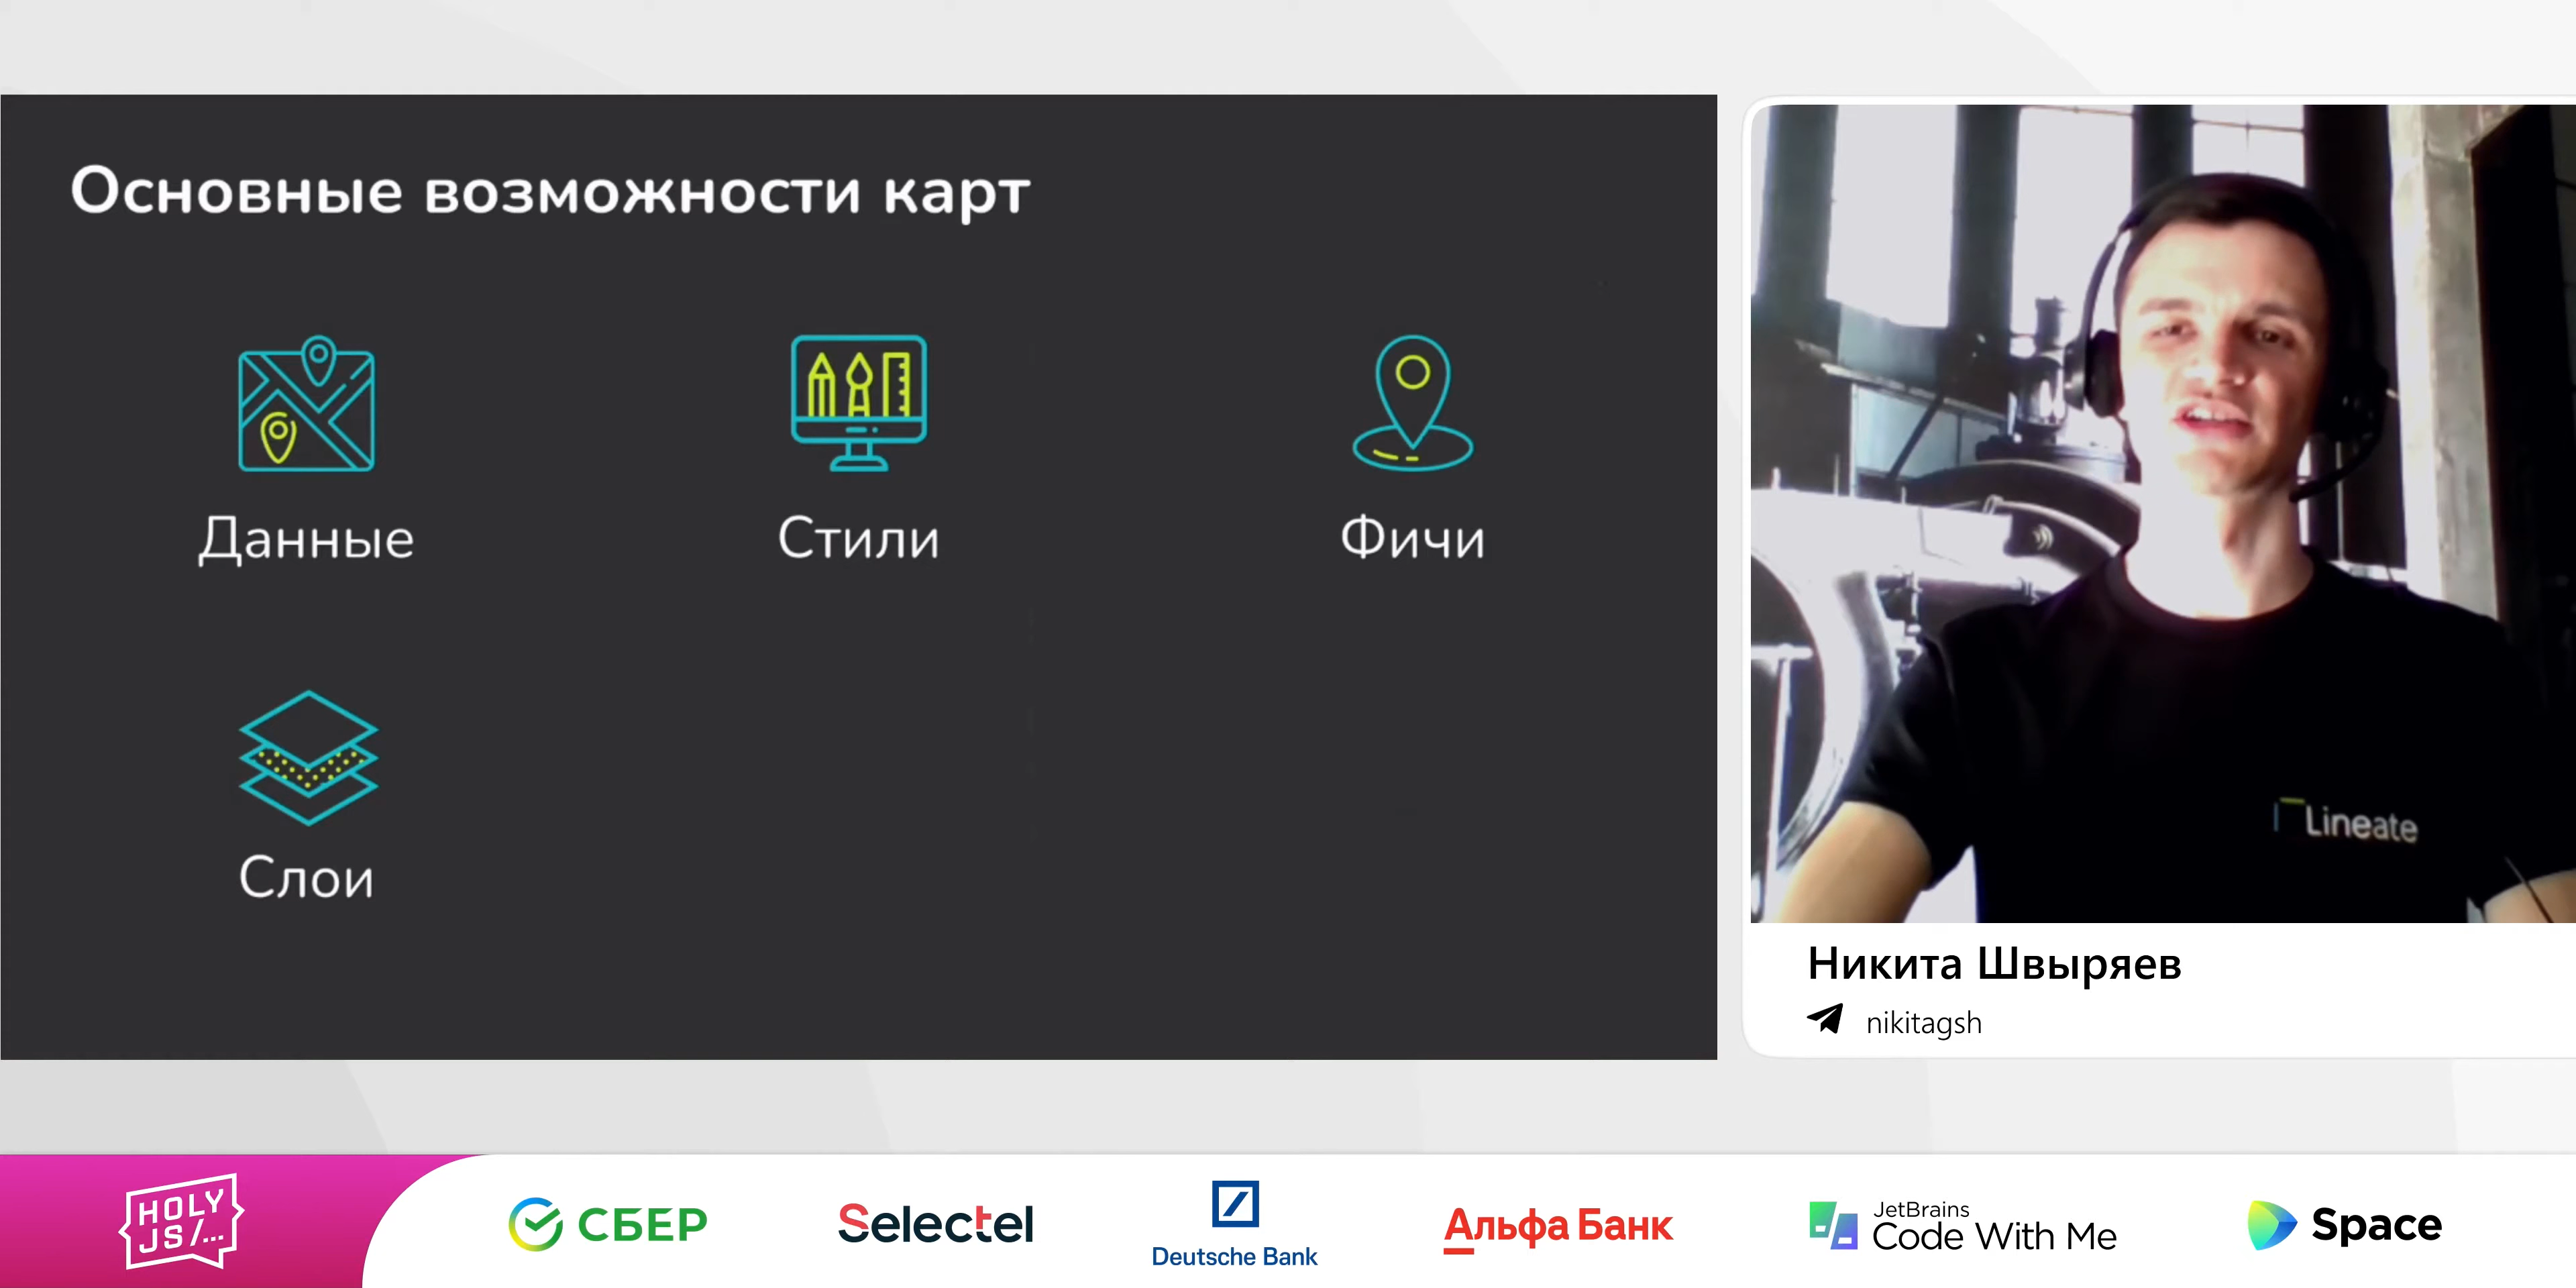 Основные возможности карт
Данные
Стили
Фичи
Слои
Lineate
Никита Швыряев
nikitagsh
HOLY
JS/...
СБЕР
Selectel
Deutsche Bank
Альфа Банк
JetBrains
Code With Me
Space